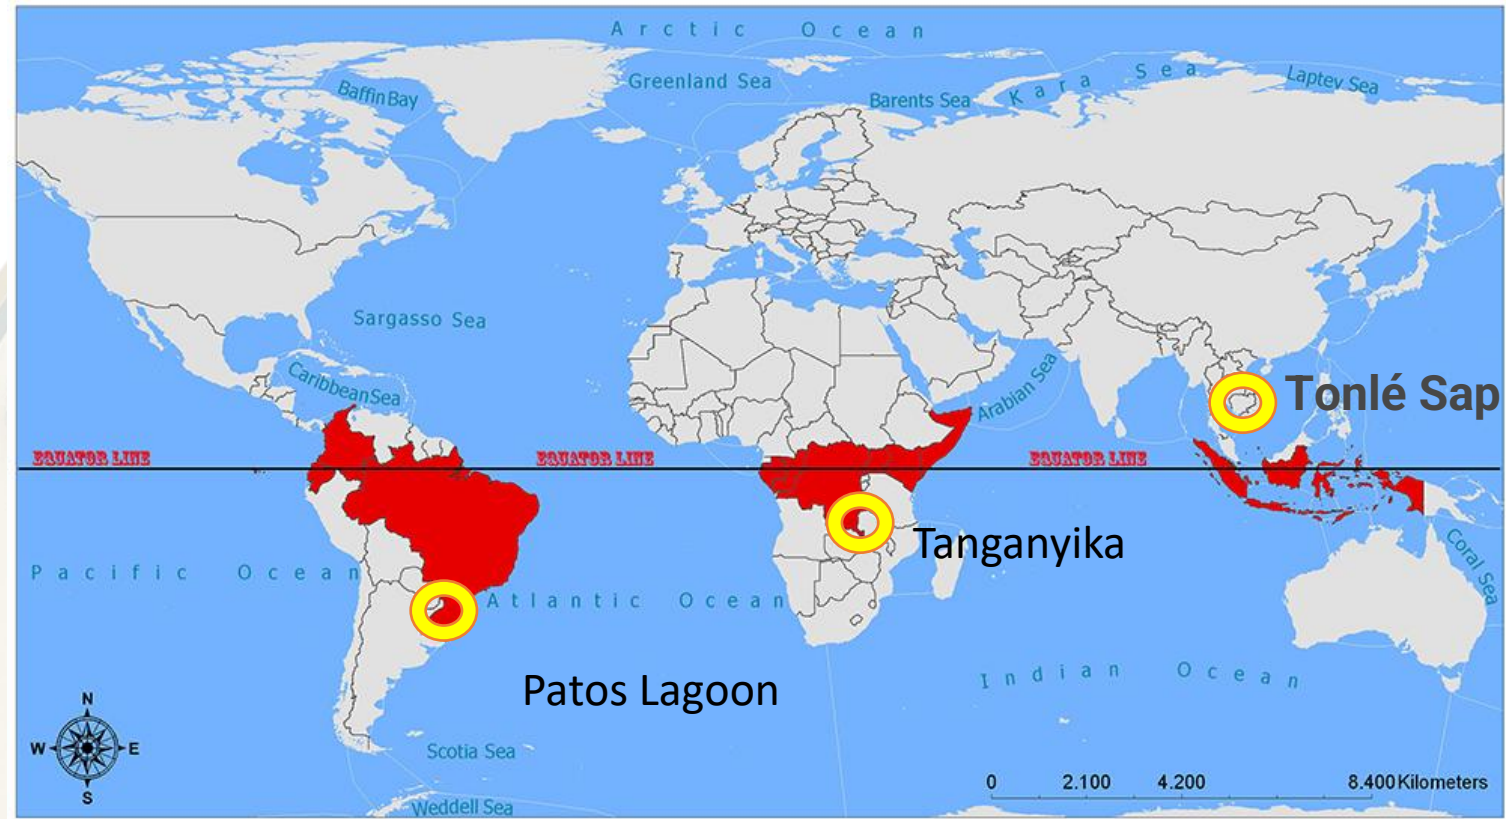 Arctic Ocean
Greenland Sea
Baffin Bay
Barents Sea
Kara Sea
Laptev Sea
Sargasso Sea
Caribbean Sea
Arabian Sea
Tonlé Sap
EQUATOR LINE
EQUATOR LINE
EQUATOR LINE
Tanganyika
Coral Sea
Pacific Ocean
Atlantic Ocean
Patos Lagoon
Indian Ocean
N
W
E
S
Scotia Sea
Weddell Sea
0 2.100 4.200 8.400 Kilometers